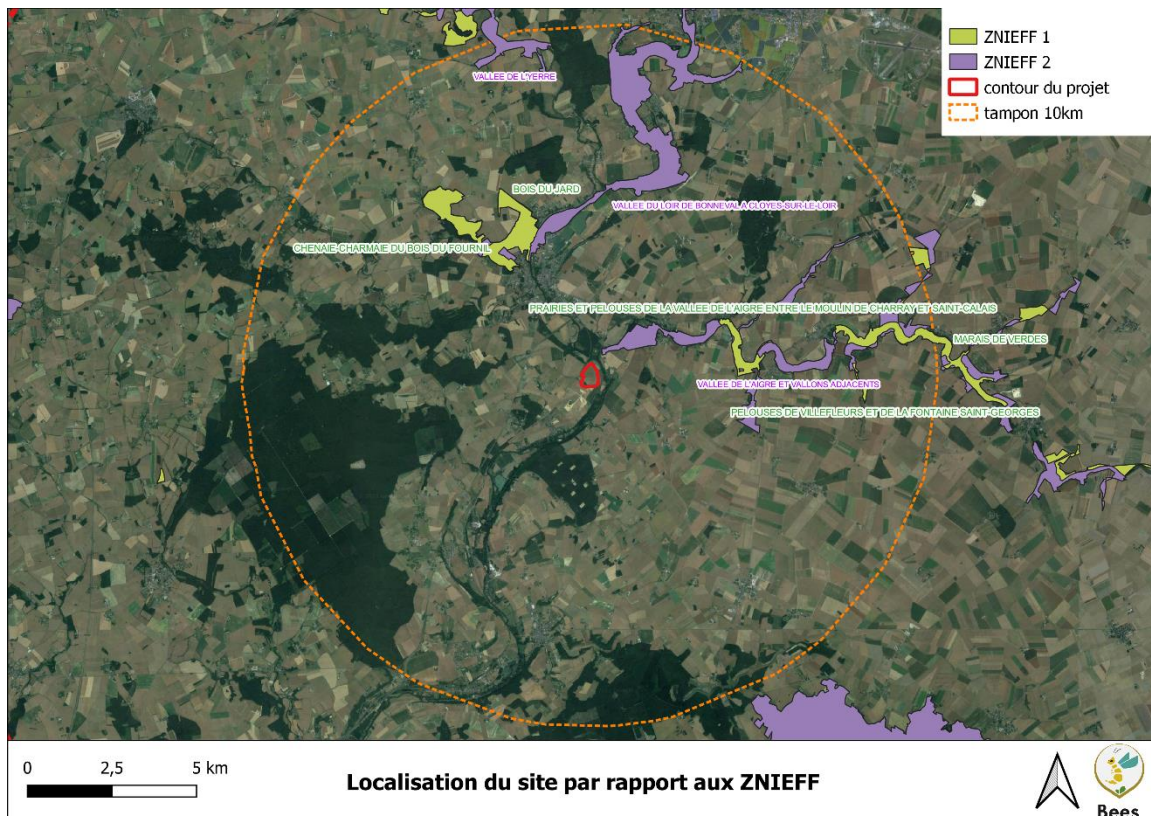 ZNIEFF 1
ZNIEFF 2
contour du projet
tampon 10km
VALLEE DE L'YERRE
BOIS DU JARD
VALLEE DU LOIR DE BONNEVAL A CLOYES-SUR-LE-LOIR
CHENAIE-CHARMAIE DU BOIS DU FOURNIL
PRAIRIES ET PELOUSES DE LA VALLEE DE L'AIGRE ENTRE LE MOULIN DE CHARRAY ET SAINT-CALAIS
MARAIS DE VERDES
VALLEE DE L'AIGRE ET VALLONS ADJACENTS
PELOUSES DE VILLEFLEURS ET DE LA FONTAINE SAINT-GEORGES
0 2,5 5 km
Localisation du site par rapport aux ZNIEFF
Bees